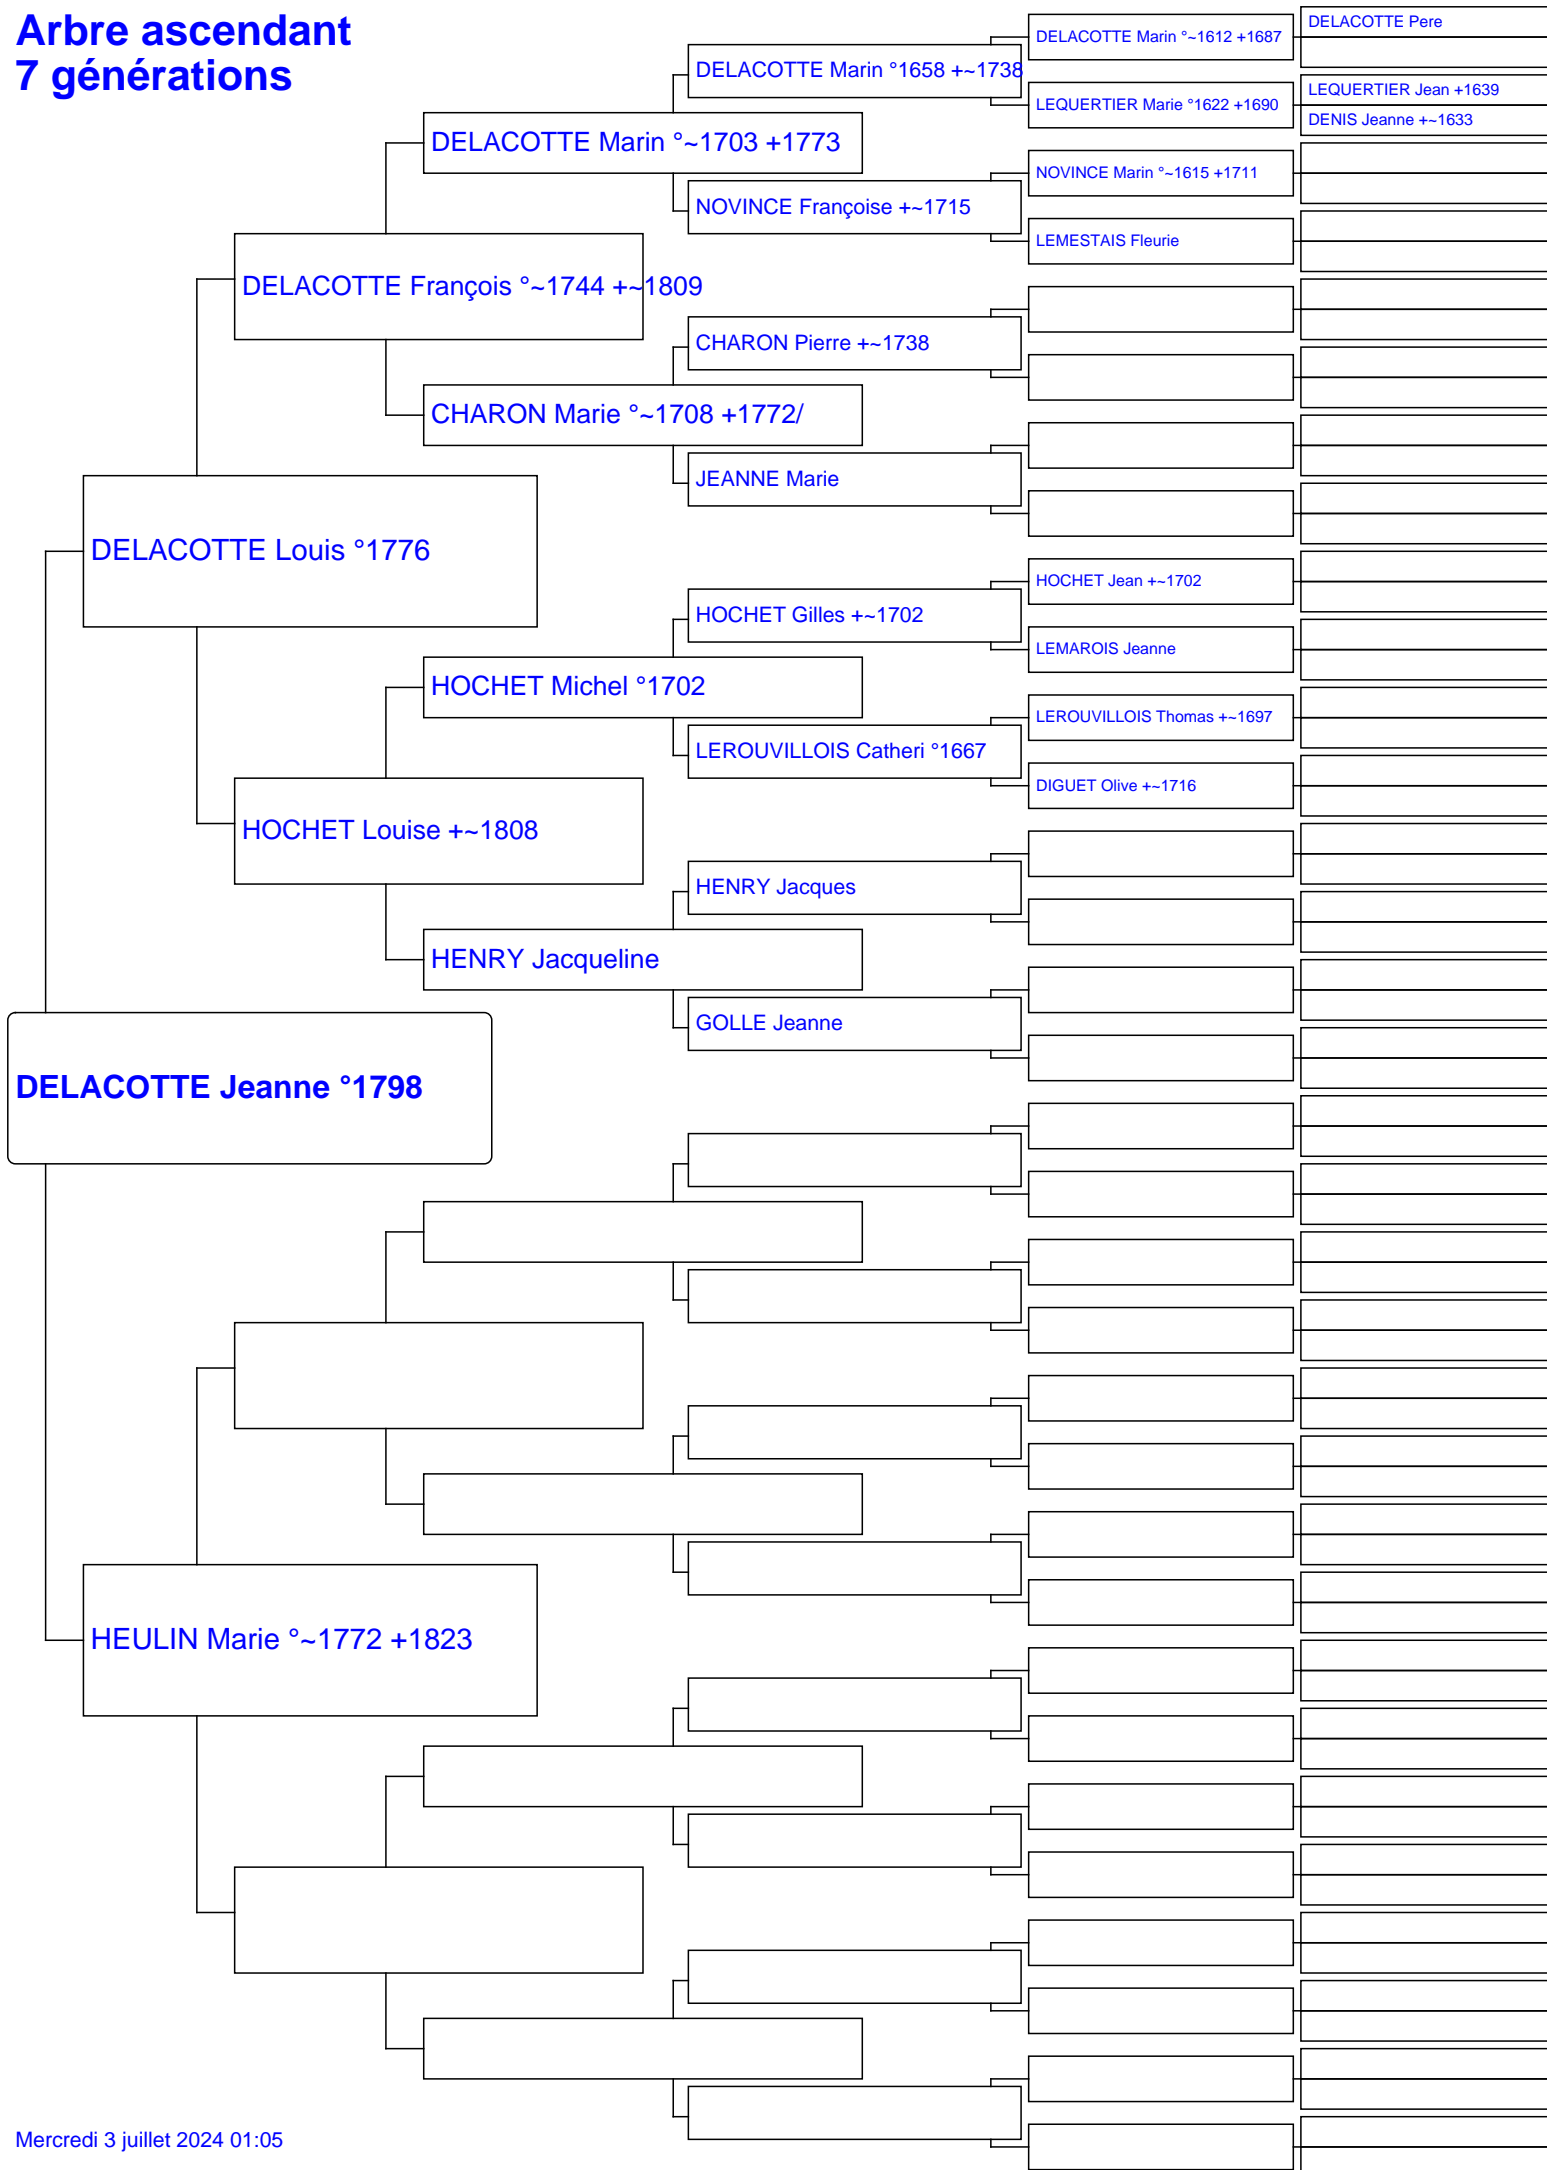 Arbre ascendant
7 générations
DELACOTTE Pere
DELACOTTE Marin °~1612 +1687
DELACOTTE Marin °1658 +~1738
LEQUERTIER Jean +1639
LEQUERTIER Marie °1622 +1690
DENIS Jeanne +~1633
DELACOTTE Marin °~1703 +1773
NOVINCE Marin °~1615 +1711
NOVINCE Françoise +~1715
LEMESTAIS Fleurie
DELACOTTE François °~1744 +~1809
CHARON Pierre +~1738
CHARON Marie °~1708 +1772/
JEANNE Marie
DELACOTTE Louis °1776
HOCHET Jean +~1702
HOCHET Gilles +~1702
LEMAROIS Jeanne
HOCHET Michel °1702
LEROUVILLOIS Thomas +~1697
LEROUVILLOIS Catheri °1667
DIGUET Olive +~1716
HOCHET Louise +~1808
HENRY Jacques
HENRY Jacqueline
GOLLE Jeanne
DELACOTTE Jeanne °1798
HEULIN Marie °~1772 +1823
Mercredi 3 juillet 2024 01:05